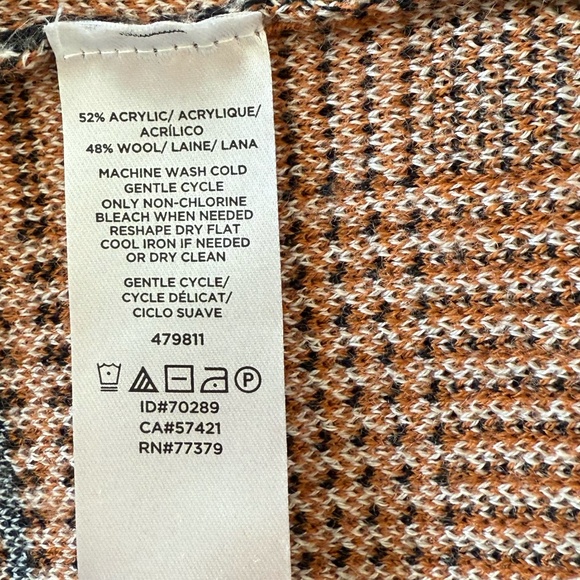 52% ACRYLIC/ ACRYLIQUE/
ACRÍLICO
48% WOOL/ LAINE/ LANA
MACHINE WASH COLD
GENTLE CYCLE
ONLY NON-CHLORINE
BLEACH WHEN NEEDED
RESHAPE DRY FLAT
COOL IRON IF NEEDED
OR DRY CLEAN
GENTLE CYCLE/
CYCLE DÉLICAT/
CICLO SUAVE
479811
P
ID#70289
CA#57421
RN#77379